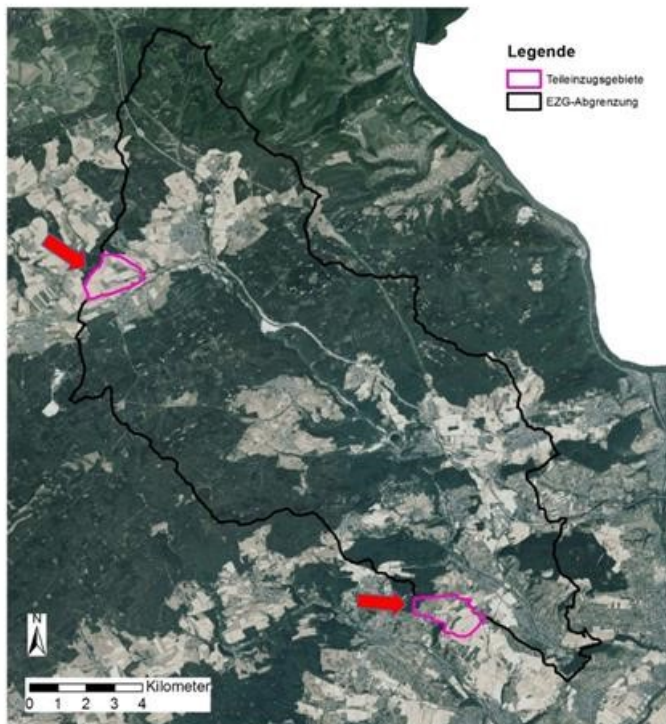 Legende
Teileinzugsgebiete
EZG-Abgrenzung
N
Kilometer
0 1 2 3 4